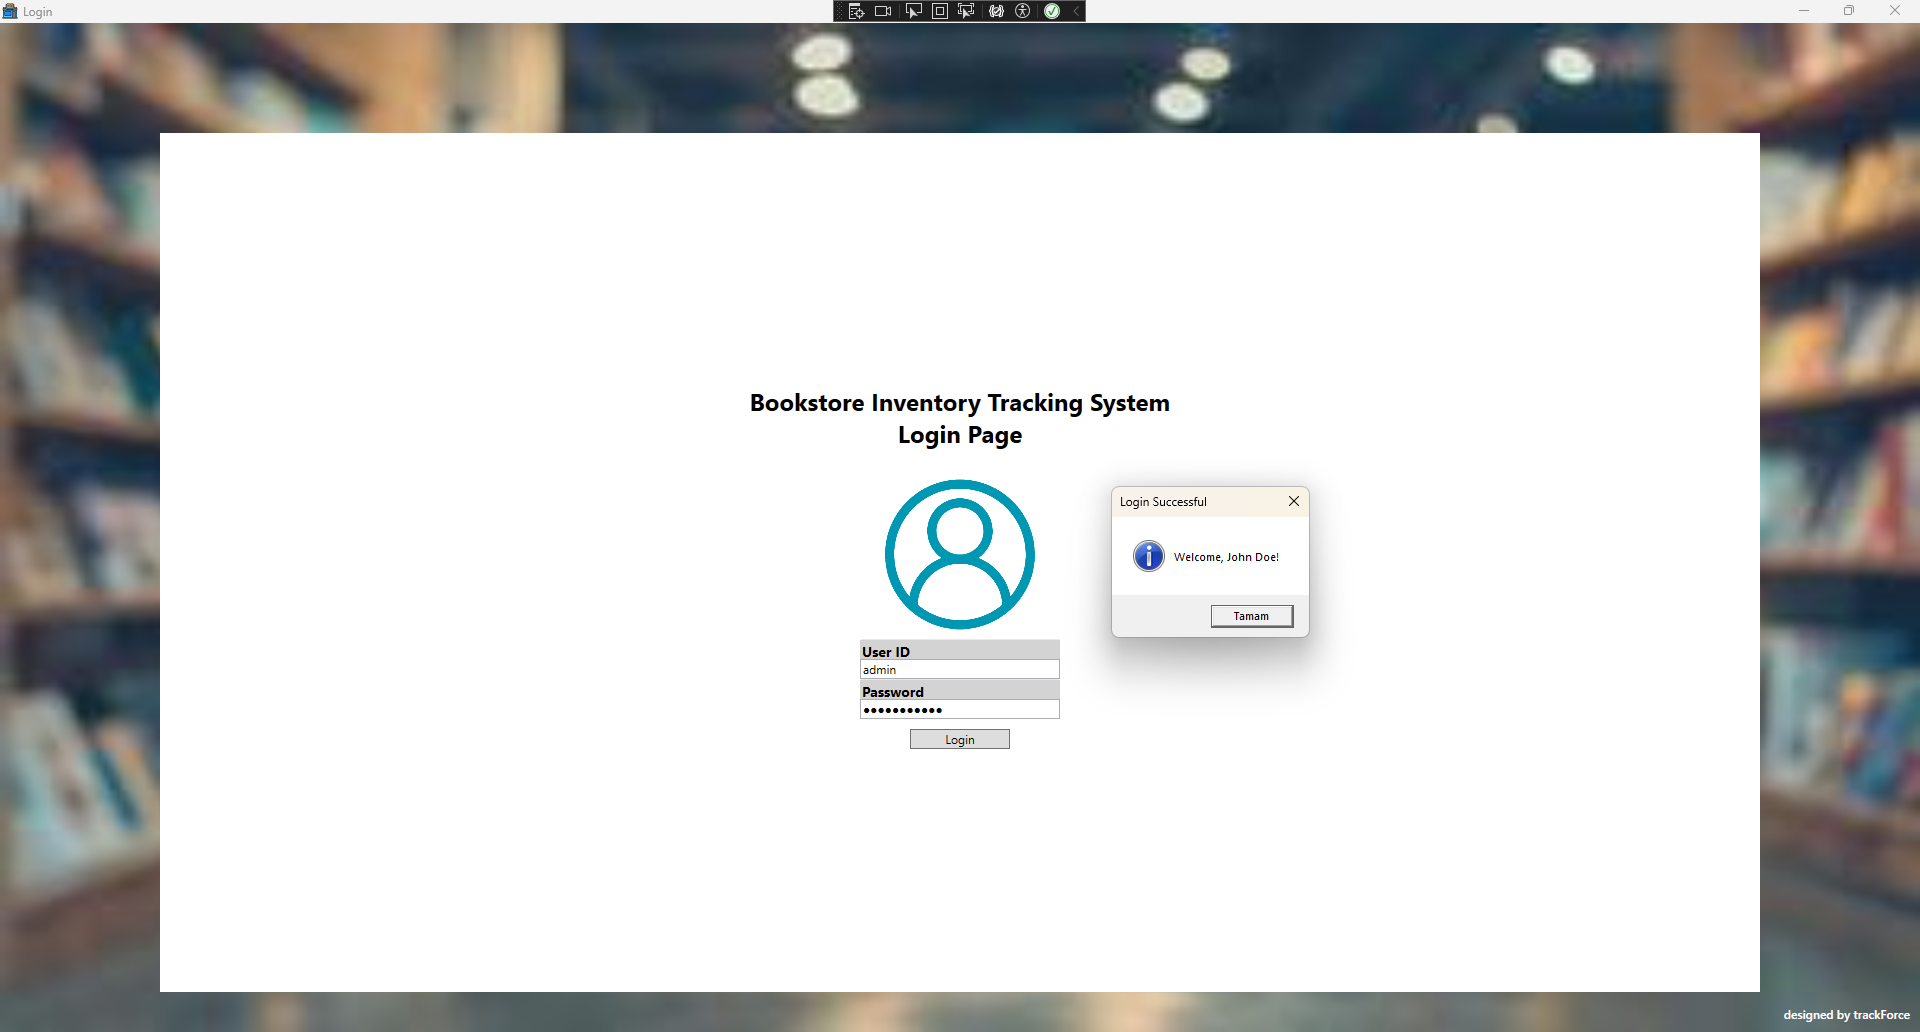 Login
Bookstore Inventory Tracking System
Login Page
Login Successful
Welcome, John Doe!
Tamam
User ID
admin
Password
Login
designed by trackForce